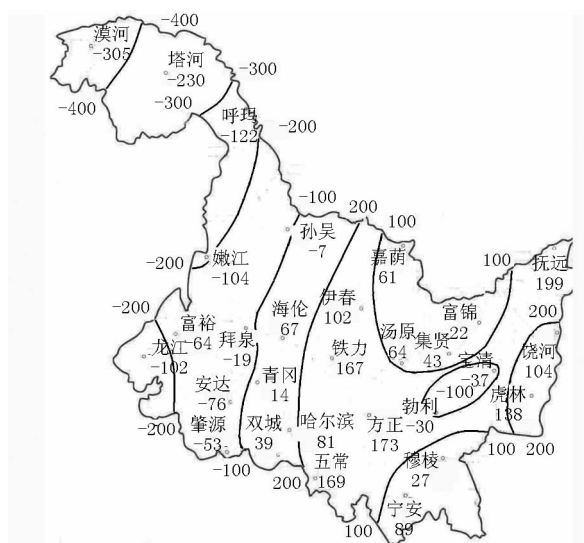 -400
漠河
-305
塔河
-230
-300
-300
-400
呼玛
-122
-200
-100
200
100
孙吴
-7
嘉荫
61
嫩江
-104
-200
100
抚远
199
伊春
102
海伦
67
富锦
22
-200
富裕
-64
200
拜泉
-19
汤原
64
集贤
43
饶河
104
龙江
-102
铁力
167
宝清
-37
青冈
14
-100
安达
-76
虎林
138
勃利
-30
-200
肇源
-53
双城
39
哈尔滨
81
方正
173
100
200
-100
五常
169
穆棱
27
200
宁安
89
100